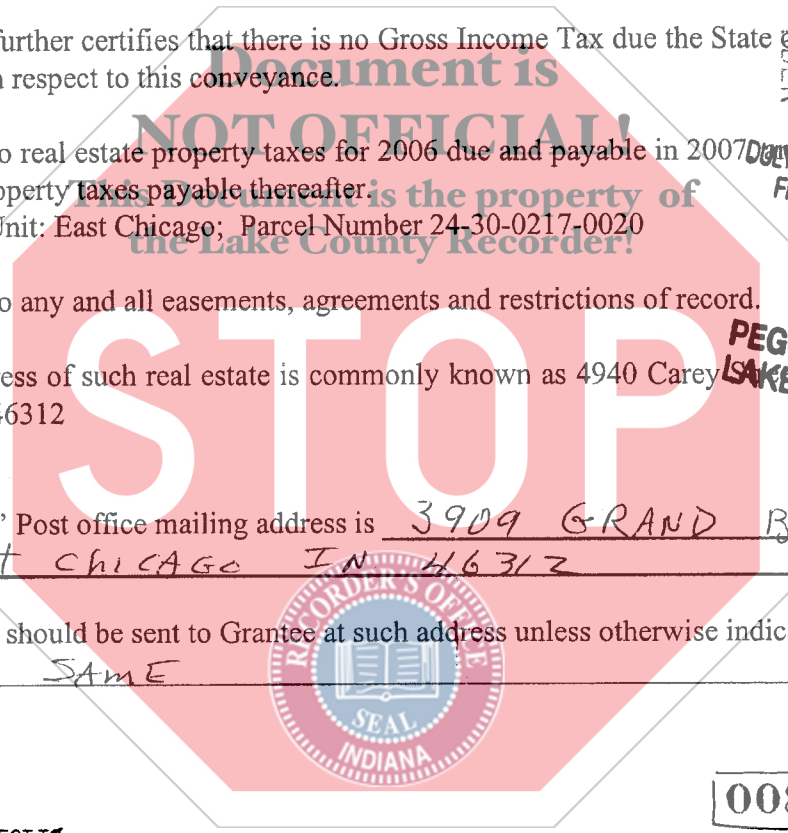 further certifies that there is no Gross Income Tax due the State
respect to this conveyance.
Document is
NOT OFFICIAL!
This Document is the property of
the Lake County Recorder!
real estate property taxes for 2006 due and payable in 2007
property taxes payable thereafter.
Unit: East Chicago; Parcel Number 24-30-0217-0020
any and all easements, agreements and restrictions of record.
PEG
LAKE
STOP
ess of such real estate is commonly known as 4940 Carey
46312
Post office mailing address is 3909 GRAND B
ChICAGO IN. 46312
RECORDER'S OFFICE
SEAL
INDIANA
should be sent to Grantee at such address unless otherwise indic
SAME
008